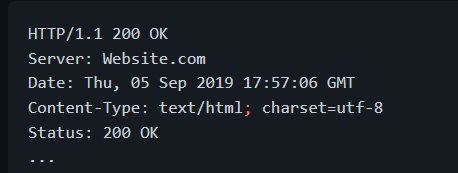 HTTP/1.1 200 OK
Server: Website.com
Date: Thu, 05 Sep 2019 17:57:06 GMT
Content-Type: text/html; charset=utf-8
Status: 200 OK
...